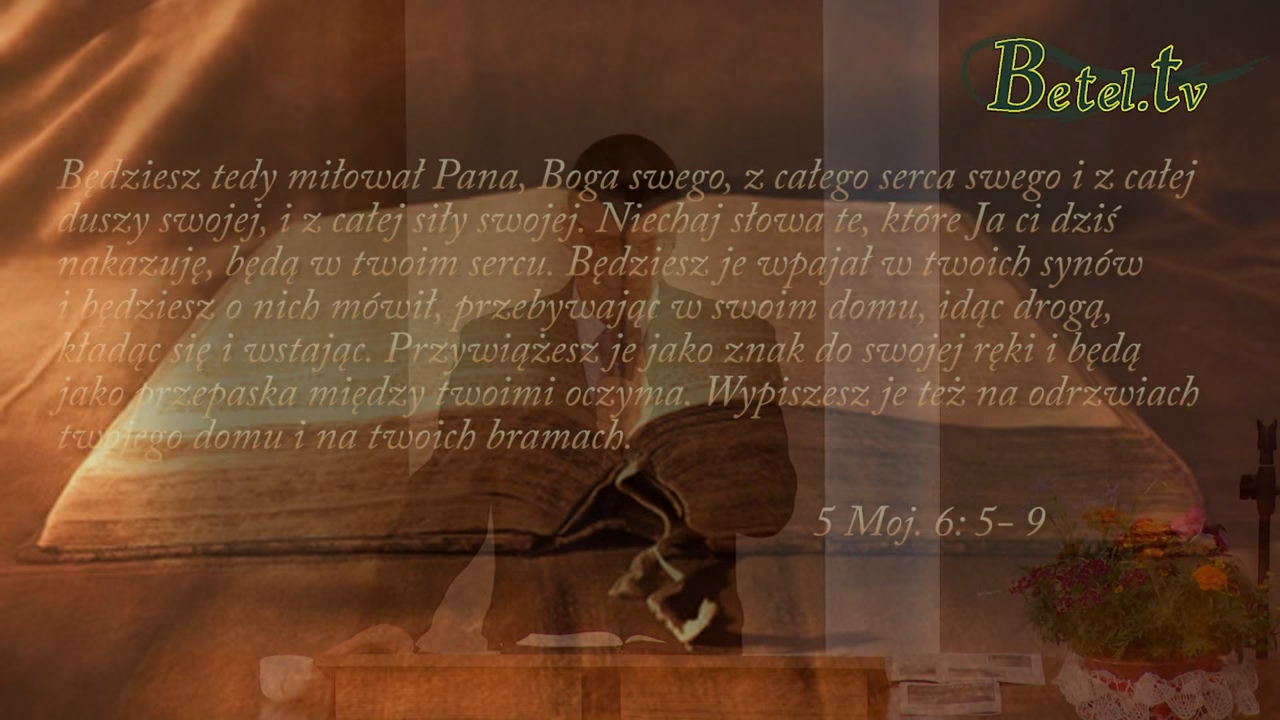 Betel.tv
Będziesz tedy miłował Pana, Boga swego, z całego serca swego i z całej
duszy swojej, i z całej siły swojej. Niechaj słowa te, które Ja ci dziś
nakazuję, będą w twoim sercu. Będziesz je wpajał w twoich synów
i będziesz o nich mówił, przebywając w swoim domu, idąc drogą,
kładąc się i wstając. Przywiążesz je jako znak do swojej ręki i będą
jako przepaska między twoimi oczyma. Wypiszesz je też na odrzwiach
twojego domu i na twoich bramach.
5 Moj. 6: 5- 9